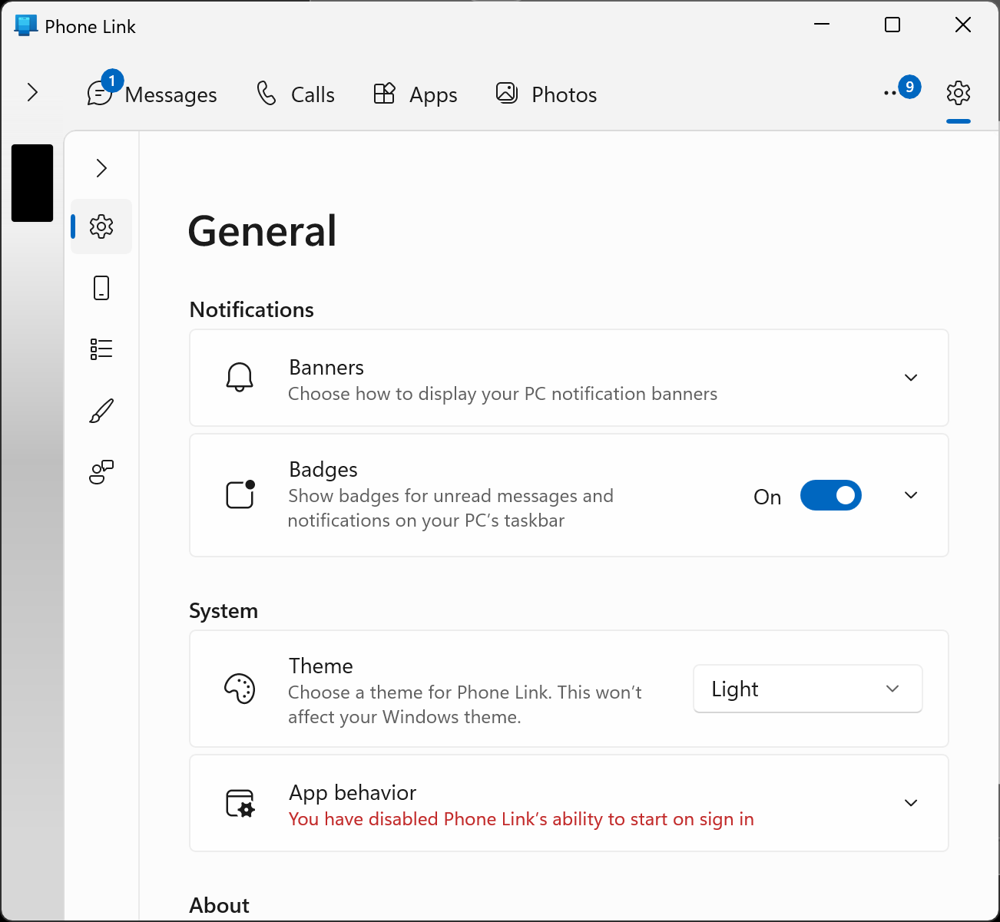 Phone Link
1
Messages
Calls
Apps
Photos
9
General
Notifications
Banners
Choose how to display your PC notification banners
Badges
Show badges for unread messages and
notifications on your PC’s taskbar
On
System
Theme
Choose a theme for Phone Link. This won’t
affect your Windows theme.
Light
App behavior
You have disabled Phone Link’s ability to start on sign in
About